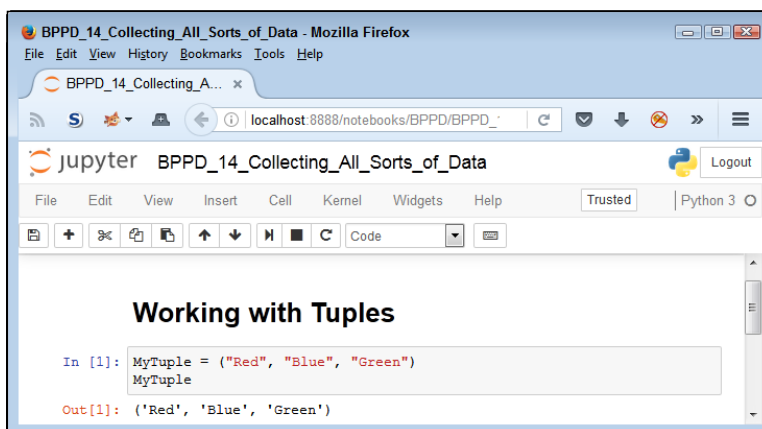 BPPD_14_Collecting_All_Sorts_of_Data - Mozilla Firefox
File Edit View History Bookmarks Tools Help
BPPD_14_Collecting_A... ×
localhost:8888/notebooks/BPPD/BPPD_
jupyter BPPD_14_Collecting_All_Sorts_of_Data Logout
File Edit View Insert Cell Kernel Widgets Help Trusted Python 3
Code
Working with Tuples
In [1]: MyTuple = ("Red", "Blue", "Green")
MyTuple
Out[1]: ('Red', 'Blue', 'Green')